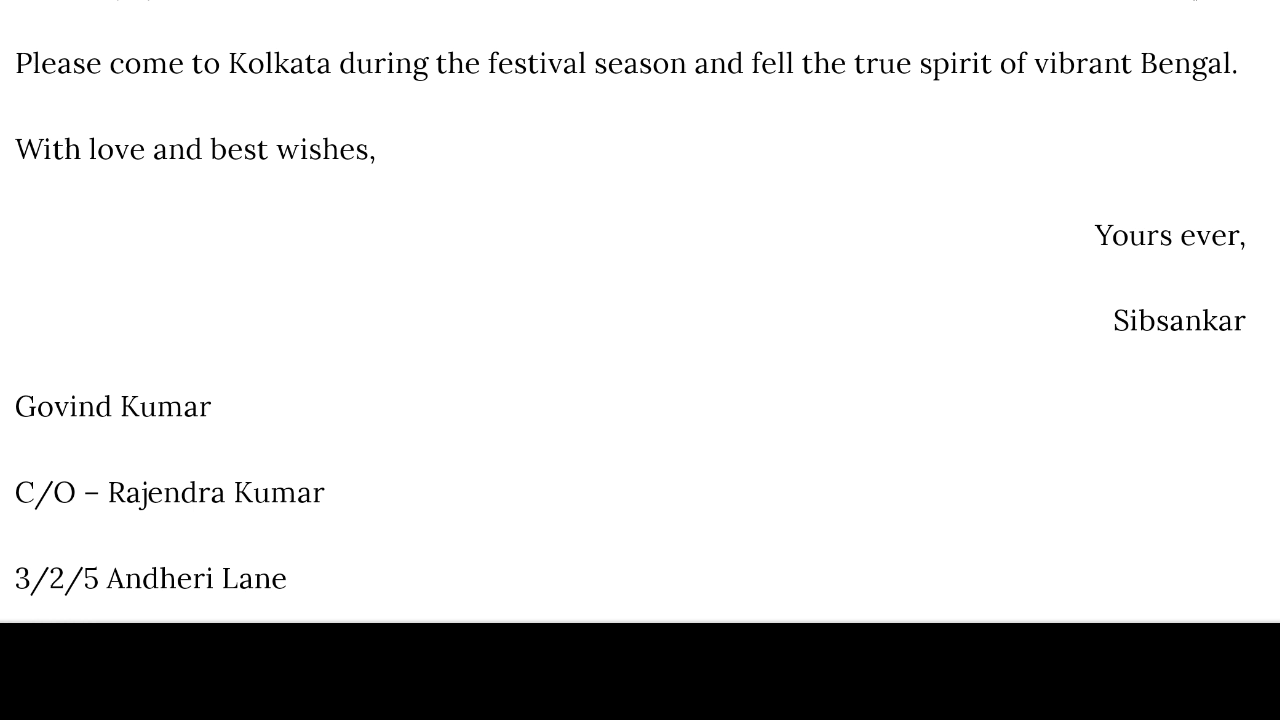 Please come to Kolkata during the festival season and fell the true spirit of vibrant Bengal.
With love and best wishes,
Yours ever,
Sibsankar
Govind Kumar
C/O – Rajendra Kumar
3/2/5 Andheri Lane